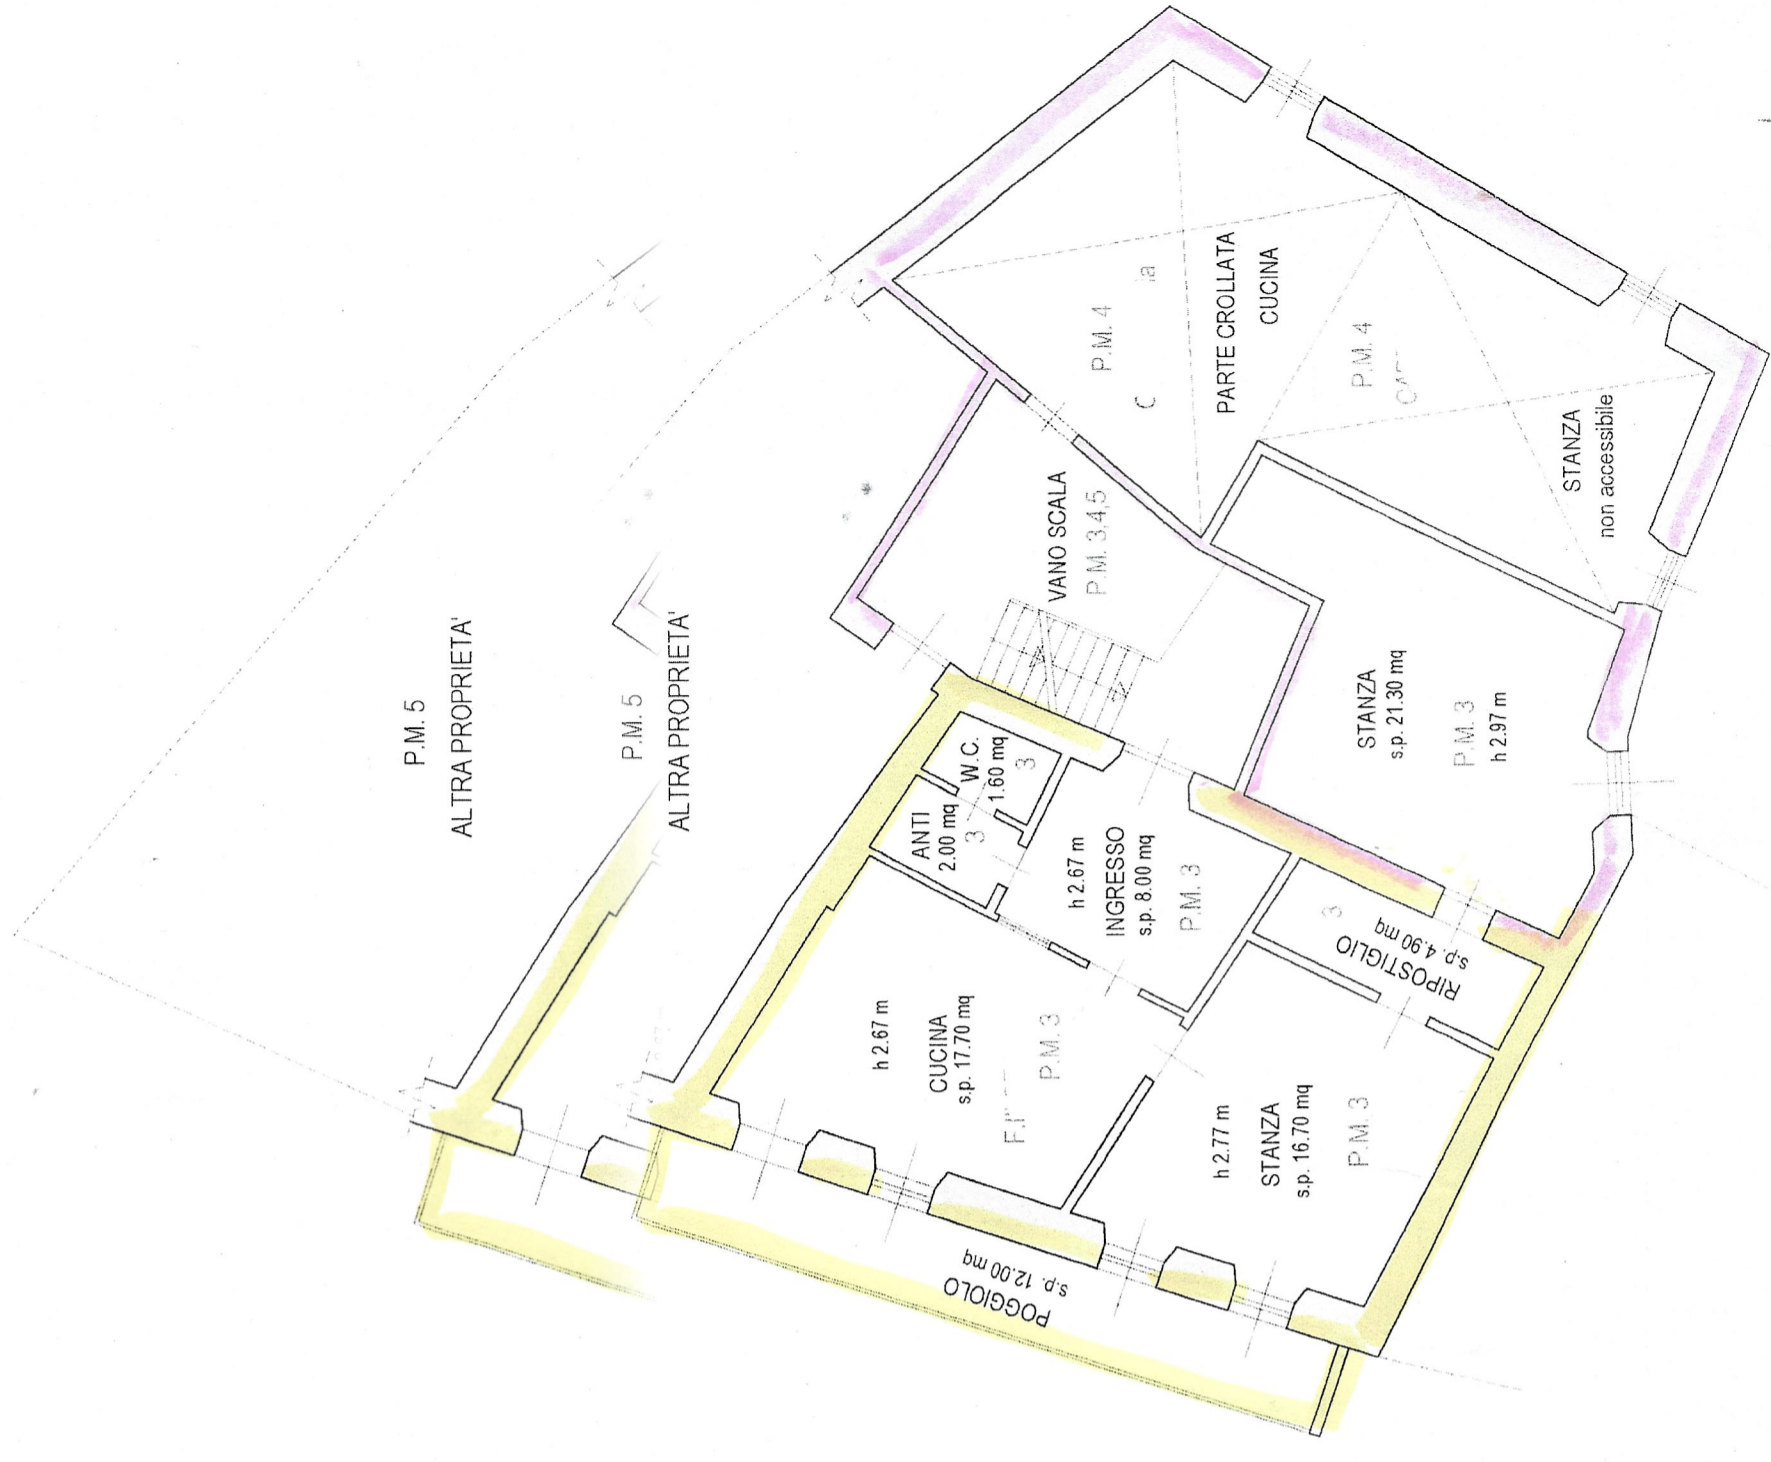 P.M. 5
ALTRA PROPRIETA'
P.M. 5
ALTRA PROPRIETA'
P.M. 4
PARTE CROLLATA
CUCINA
P.M. 4
STANZA
non accessibile
VANO SCALA
P.M. 3,4,5
STANZA
s.p. 21.30 mq
P.M. 3
h 2.97 m
W.C.
1.60 mq
3
ANTI
2.00 mq
3
h 2.67 m
INGRESSO
s.p. 8.00 mq
P.M. 3
3
RIPOSTIGLIO
s.p. 4.90 mq
h 2.67 m
CUCINA
s.p. 17.70 mq
P.M. 3
h 2.77 m
STANZA
s.p. 16.70 mq
P.M. 3
POGGIOLO
s.p. 12.00 mq